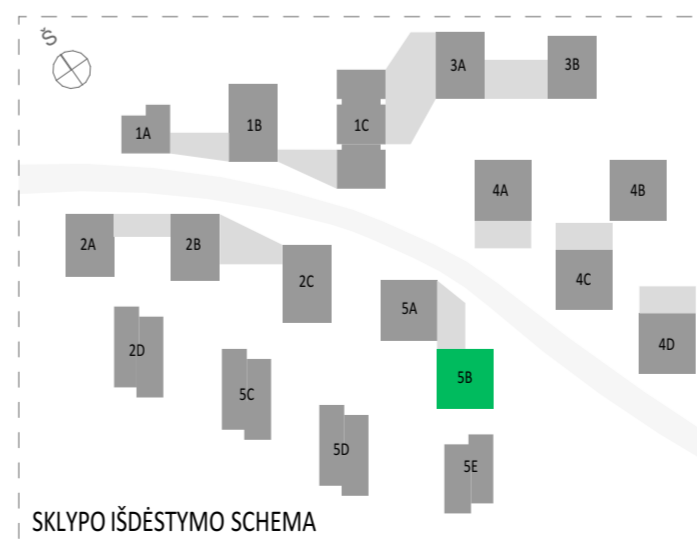 Š
3A
3B
1A
1B
1C
4A
4B
2A
2B
2C
4C
5A
2D
4D
5B
5C
5D
5E
SKLYPO IŠDĖSTYMO SCHEMA